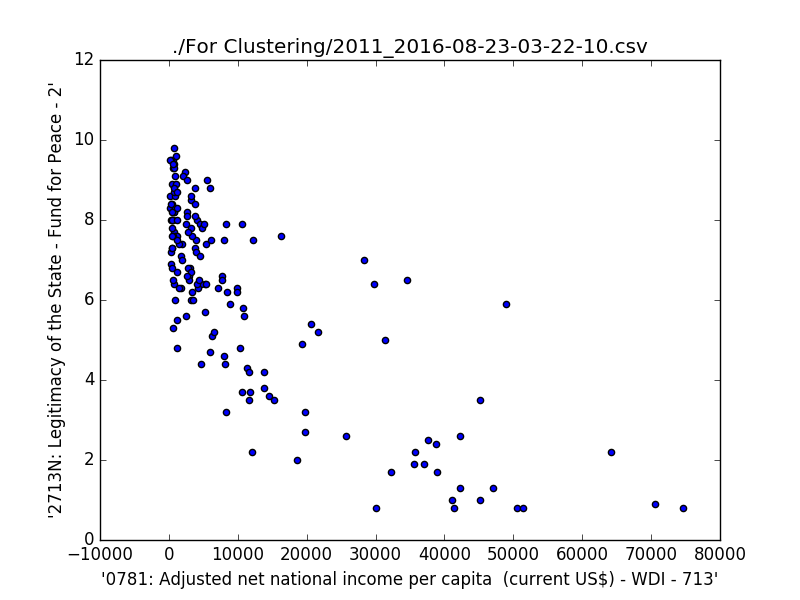 ./For Clustering/2011_2016-08-23-03-22-10.csv
'2713N: Legitimacy of the State - Fund for Peace - 2'
12
10
8
6
4
2
0
−10000 0 10000 20000 30000 40000 50000 60000 70000 80000
'0781: Adjusted net national income per capita  (current US$) - WDI - 713'